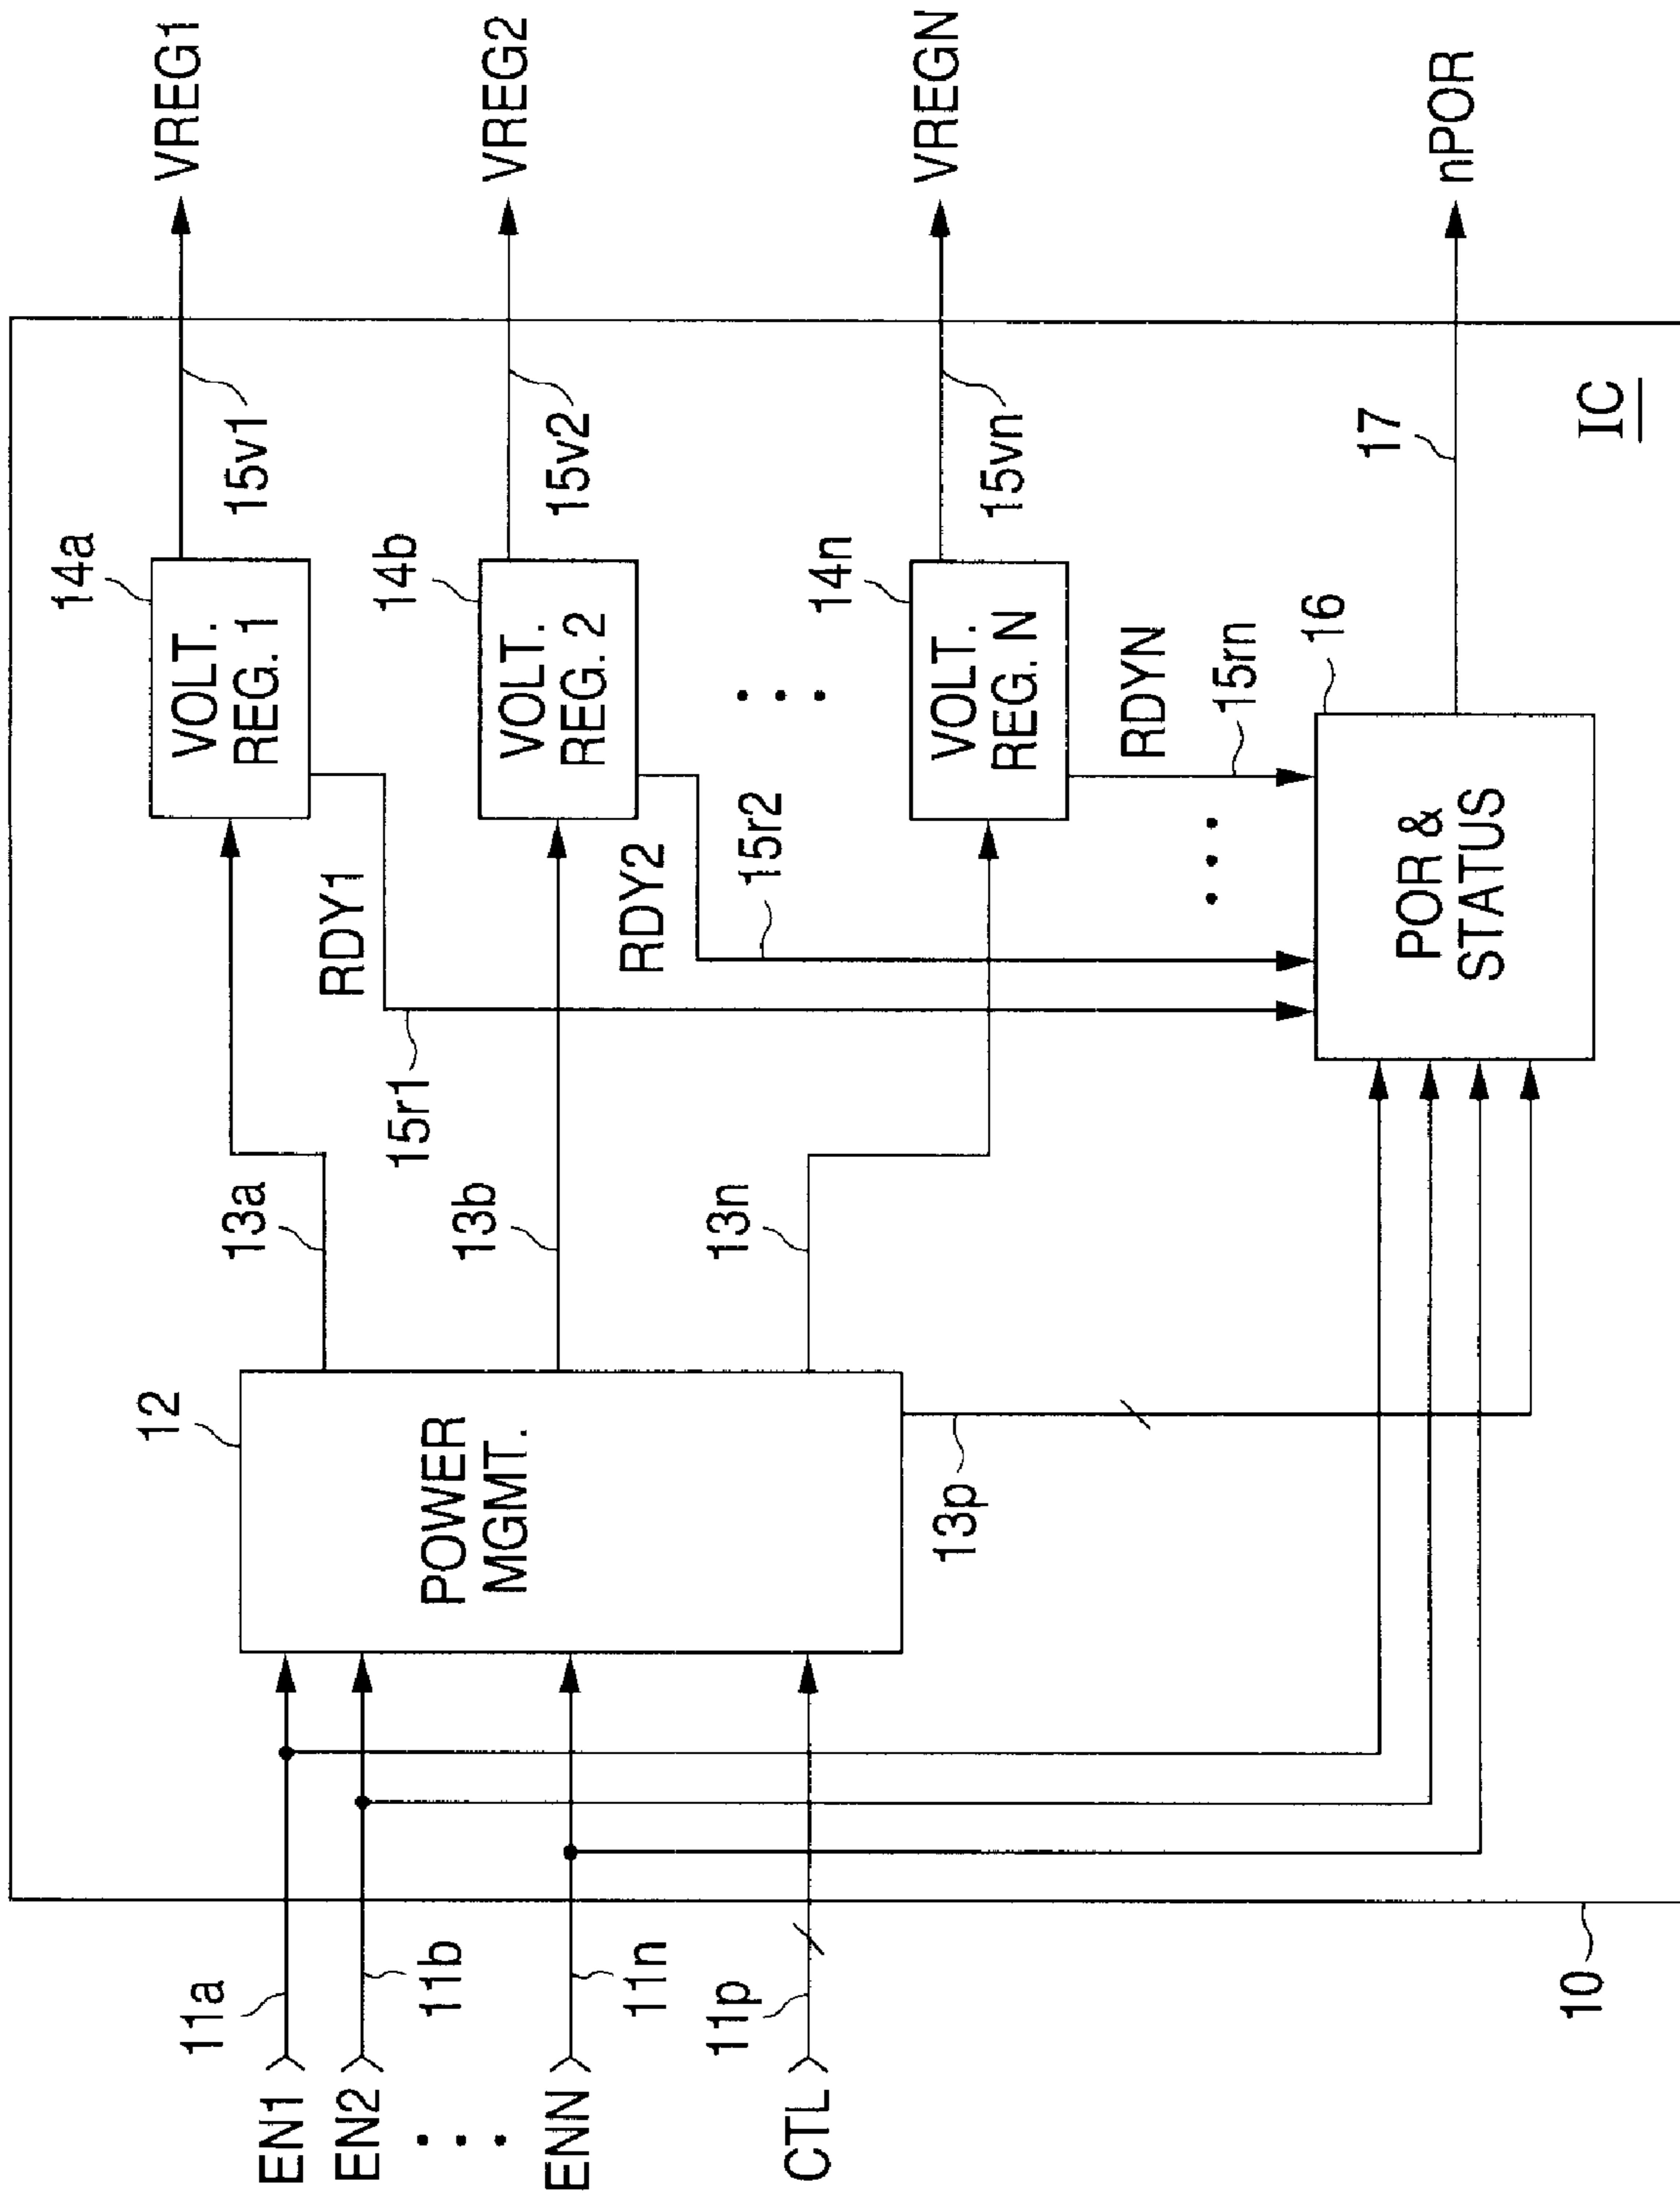 EN1
EN2
ENN
CTL
11a
11b
11n
11p
10
12
POWER
MGMT.
13a
13b
13n
13p
14a
VOLT.
REG. 1
RDY1
15r1
15v1
VREG1
14b
VOLT.
REG. 2
RDY2
15r2
15v2
VREG2
14n
VOLT.
REG. N
RDYN
15rn
15vn
VREGN
16
POR &
STATUS
17
nPOR
IC